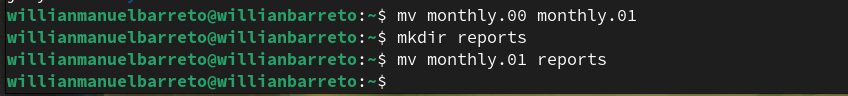 willianmanuelbarreto@willianbarreto:~$ mv monthly.00 monthly.01
willianmanuelbarreto@willianbarreto:~$ mkdir reports
willianmanuelbarreto@willianbarreto:~$ mv monthly.01 reports
willianmanuelbarreto@willianbarreto:~$